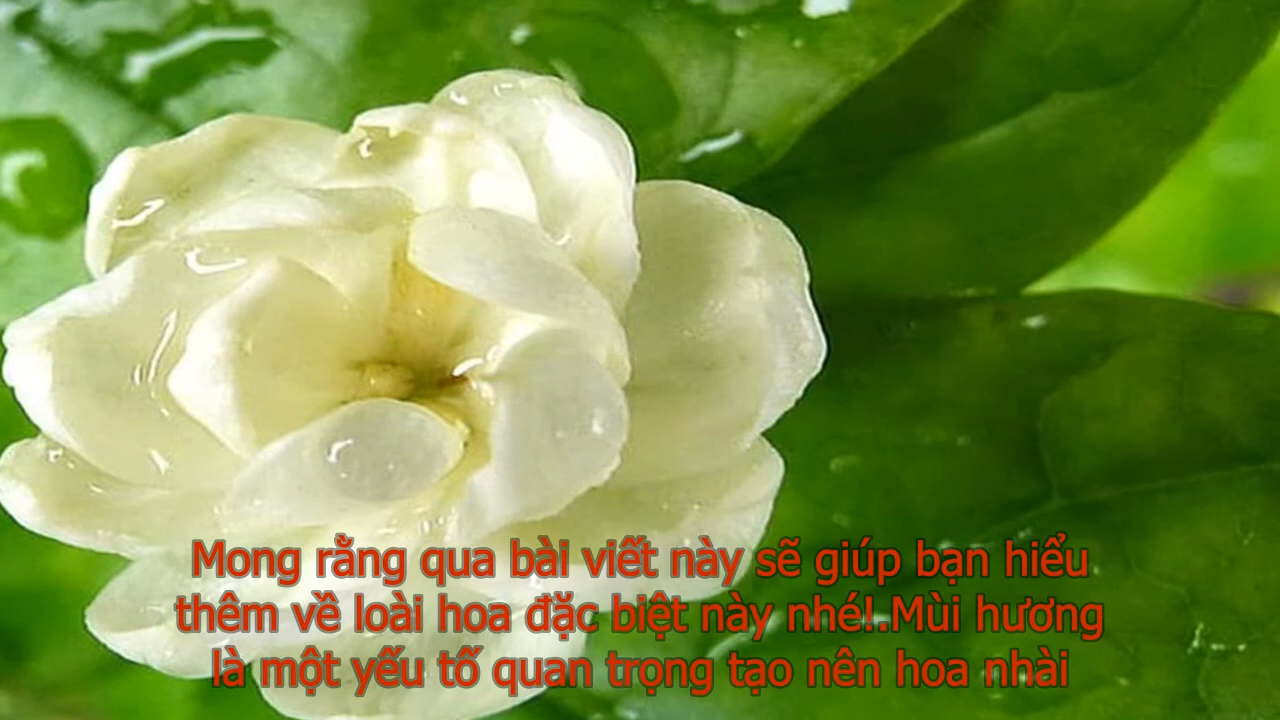 Mong rằng qua bài viết này sẽ giúp bạn hiểu
thêm về loài hoa đặc biệt này nhé!.Mùi hương
là một yếu tố quan trọng tạo nên hoa nhài